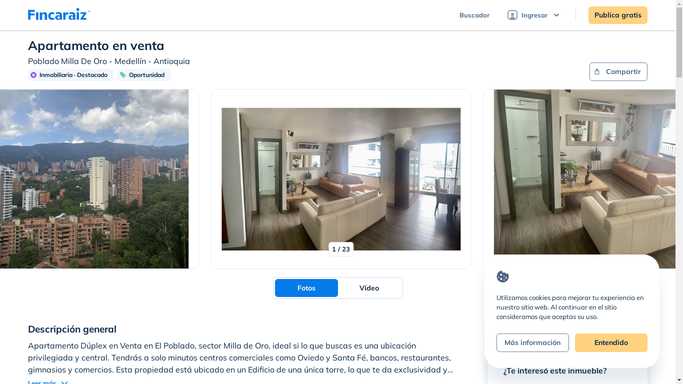 Fincaraiz
Buscador
Ingresar
Publica gratis
Apartamento en venta
Poblado Milla De Oro - Medellín - Antioquia
Inmobiliaria · Destacado
Oportunidad
Compartir
1 / 23
Fotos
Video
Utilizamos cookies para mejorar tu experiencia en
nuestro sitio web. Al continuar en el sitio
consideramos que aceptas su uso.
Más información
Entendido
Descripción general
Apartamento Dúplex en Venta en El Poblado, sector Milla de Oro, ideal si lo que buscas es una ubicación
privilegiada y central. Tendrás a solo minutos centros comerciales como Oviedo y Santa Fé, bancos, restaurantes,
gimnasios y comercios. Esta propiedad está ubicado en un Edificio de una única torre, lo que te da exclusividad y...
Leer más
¿Te interesó este inmueble?